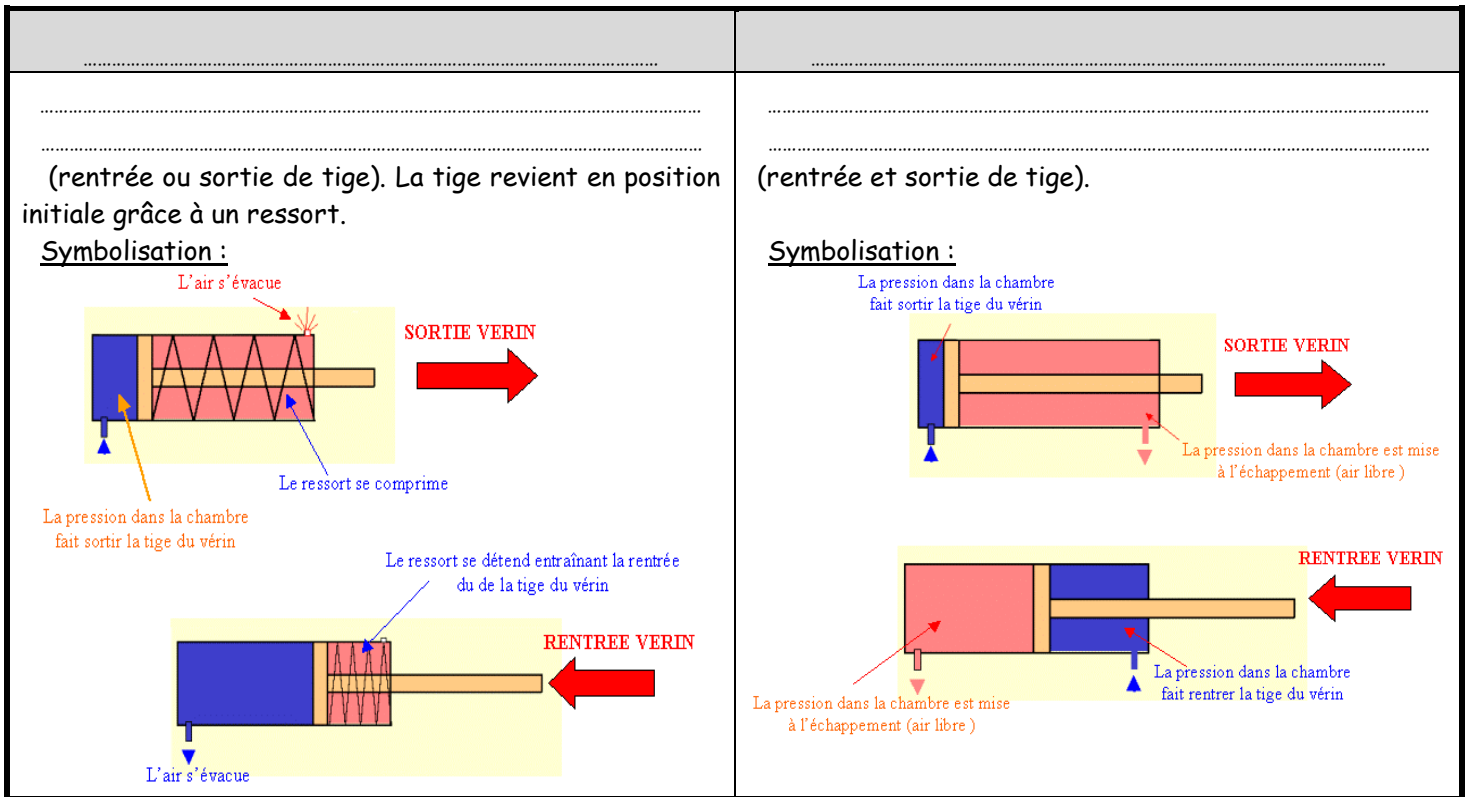 ……………………………………………………………………………………………………………
……………………………………………………………………………………………………………
……………………………………………………………………………………………………………
(rentrée ou sortie de tige). La tige revient en position
initiale grâce à un ressort.
Symbolisation :
L'air s'évacue
SORTIE VERIN
Le ressort se comprime
La pression dans la chambre
fait sortir la tige du vérin
Le ressort se détend entraînant la rentrée
du de la tige du vérin
RENTREE VERIN
L'air s'évacue
……………………………………………………………………………………………………………
……………………………………………………………………………………………………………
……………………………………………………………………………………………………………
(rentrée et sortie de tige).
Symbolisation :
La pression dans la chambre
fait sortir la tige du vérin
SORTIE VERIN
La pression dans la chambre est mise
à l'échappement (air libre )
RENTREE VERIN
La pression dans la chambre
fait rentrer la tige du vérin
La pression dans la chambre est mise
à l'échappement (air libre )